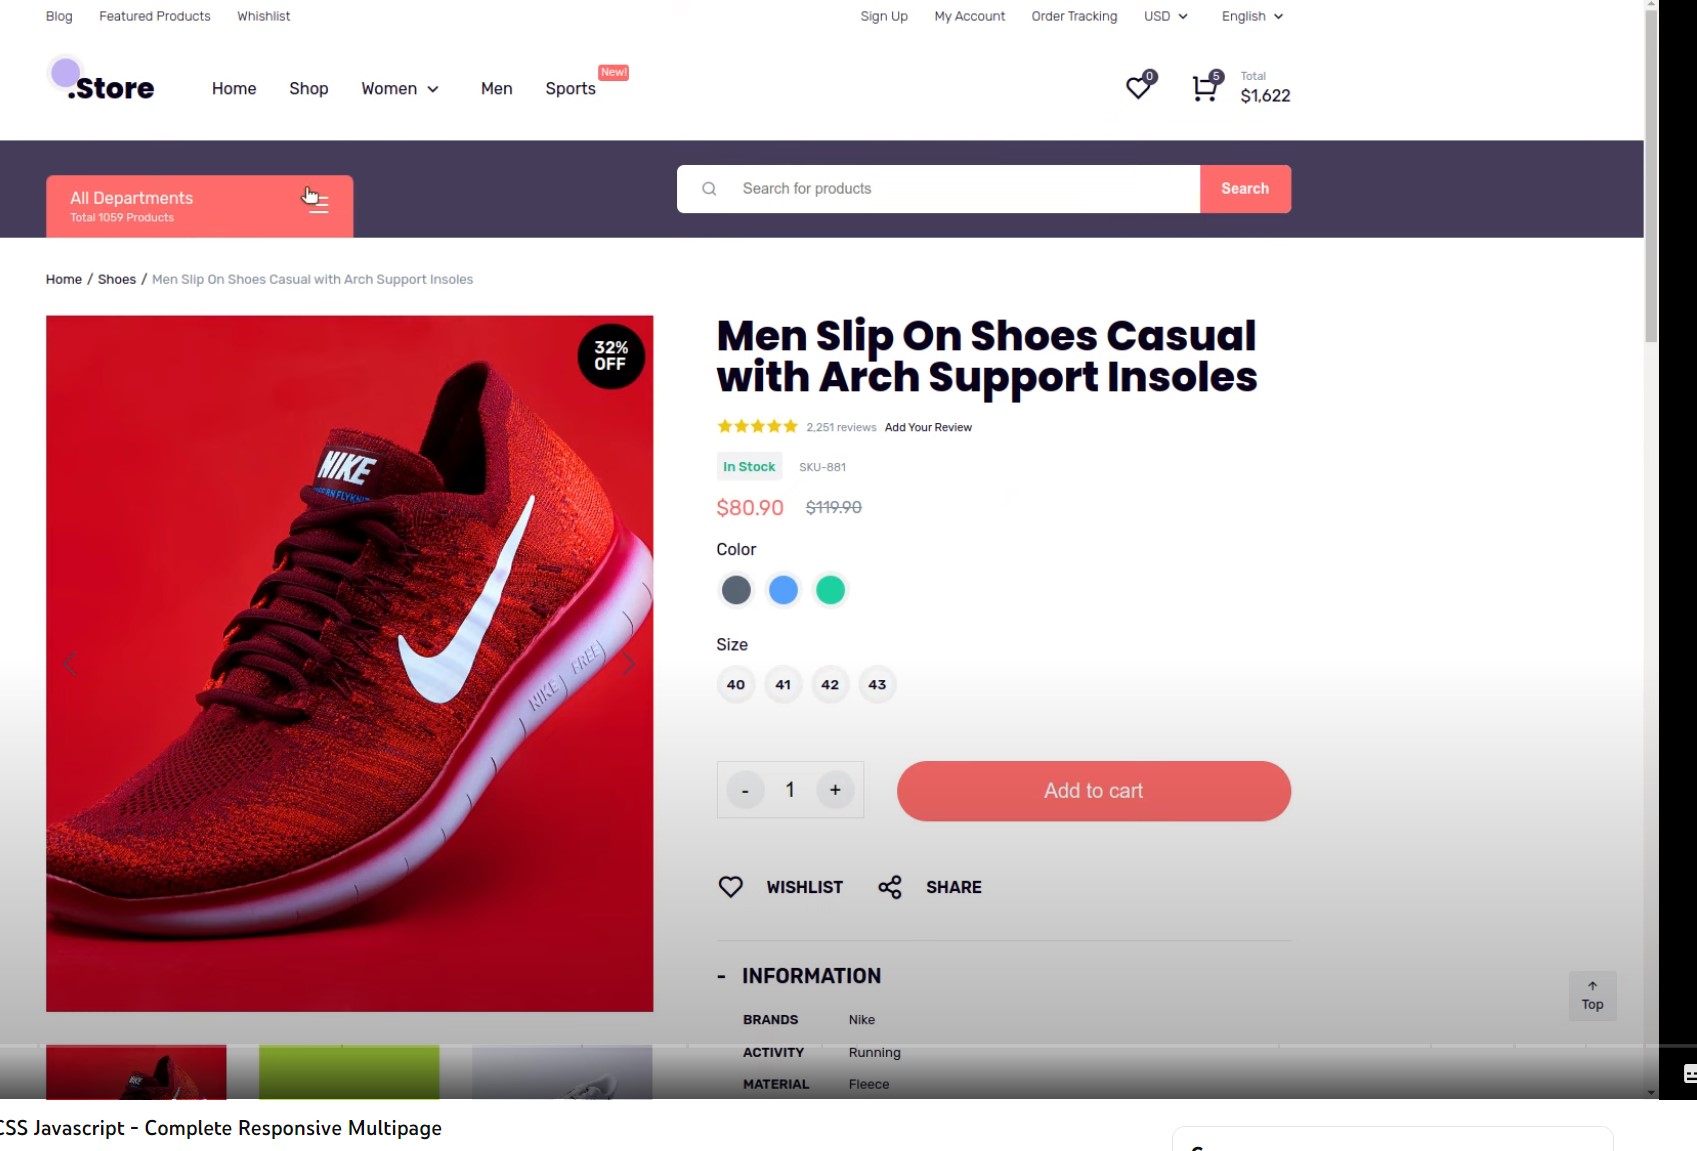 Blog Featured Products Whishlist
Sign Up My Account Order Tracking USD English
.Store
Home Shop Women Men Sports New!
0
5
Total
$1,622
All Departments
Total 1059 Products
Search for products
Search
Home / Shoes / Men Slip On Shoes Casual with Arch Support Insoles
32%
OFF
NIKE
NIKE FREE
Men Slip On Shoes Casual
with Arch Support Insoles
2,251 reviews Add Your Review
In Stock SKU-881
$80.90 $119.90
Color
Size
40 41 42 43
- 1 +
Add to cart
WISHLIST SHARE
- INFORMATION
BRANDS Nike
ACTIVITY Running
MATERIAL Fleece
Top
CSS Javascript - Complete Responsive Multipage